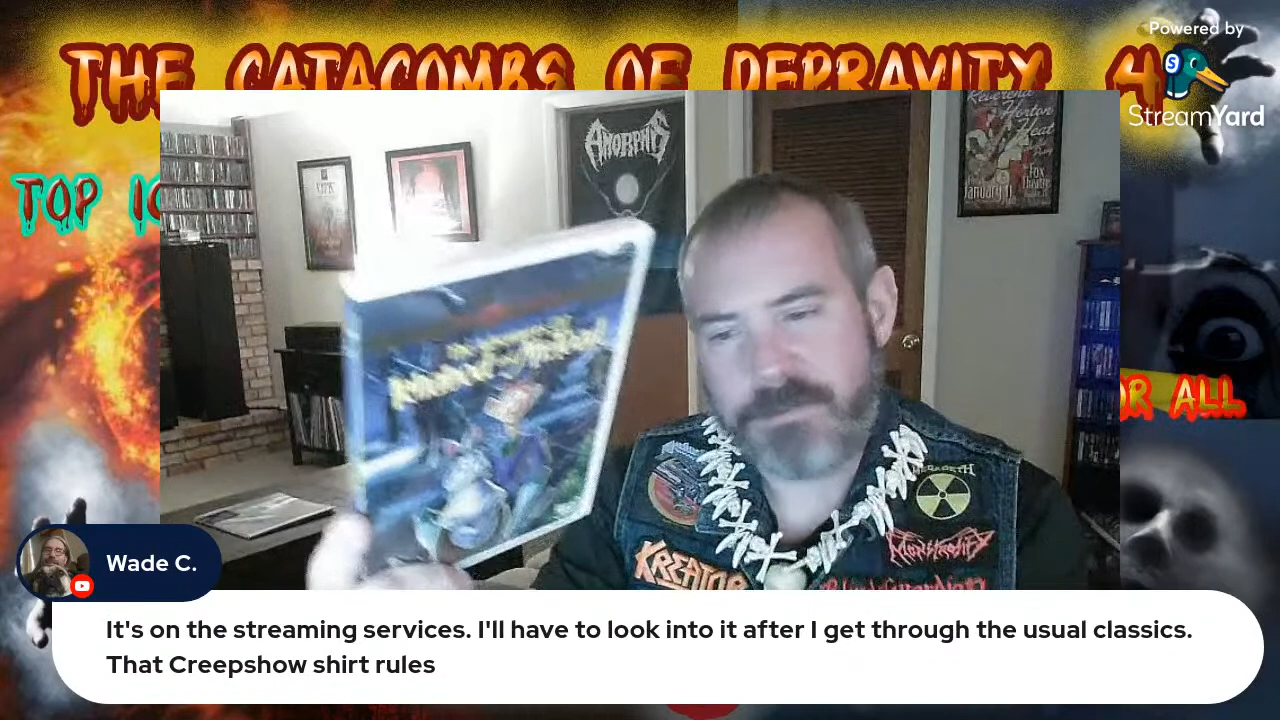 Powered by
StreamYard
THE CATACOMBS OF DEPRAVITY 4
TOP 10
AMORPHIS
Reverend
Horton
Heat
Fox
Theatre
January 11
OR ALL
MEGADETH
KREATOR
MONSTROSITY
Wade C.
It's on the streaming services. I'll have to look into it after I get through the usual classics.
That Creepshow shirt rules